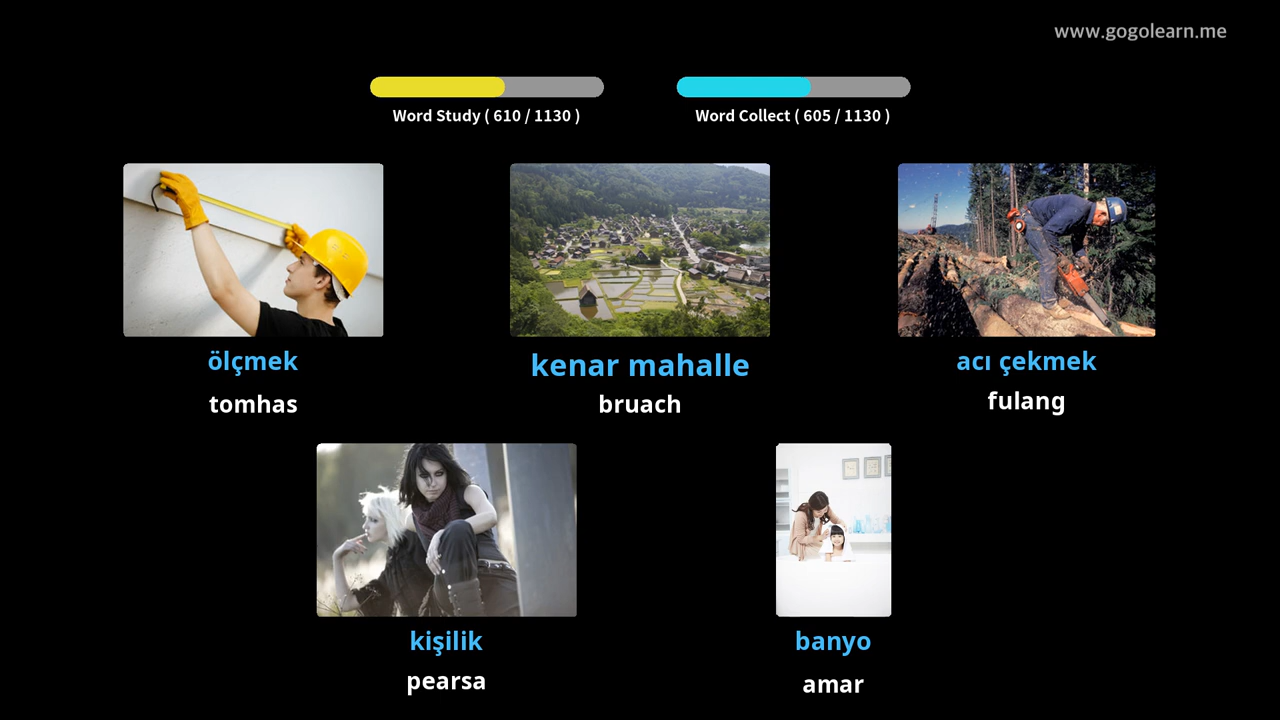 www.gogolearn.me
Word Study ( 610 / 1130 )
Word Collect ( 605 / 1130 )
ölçmek
tomhas
kenar mahalle
bruach
acı çekmek
fulang
kişilik
pearsa
banyo
amar